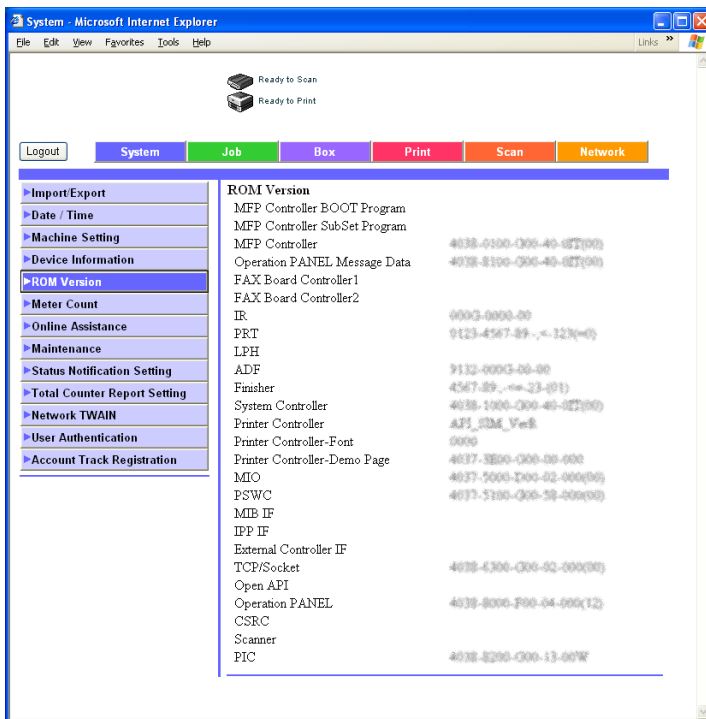 System - Microsoft Internet Explorer
File Edit View Favorites Tools Help Links »
Ready to Scan
Ready to Print
Logout System Job Box Print Scan Network
Import/Export
Date / Time
Machine Setting
Device Information
ROM Version
Meter Count
Online Assistance
Maintenance
Status Notification Setting
Total Counter Report Setting
Network TWAIN
User Authentication
Account Track Registration
ROM Version
MFP Controller BOOT Program
MFP Controller SubSet Program
MFP Controller
Operation PANEL Message Data
FAX Board Controller1
FAX Board Controller2
IR
PRT
LPH
ADF
Finisher
System Controller
Printer Controller
Printer Controller-Font 0000
Printer Controller-Demo Page
MIO
PSWC
MIB IF
IPP IF
External Controller IF
TCP/Socket
Open API
Operation PANEL
CSRC
Scanner
PIC